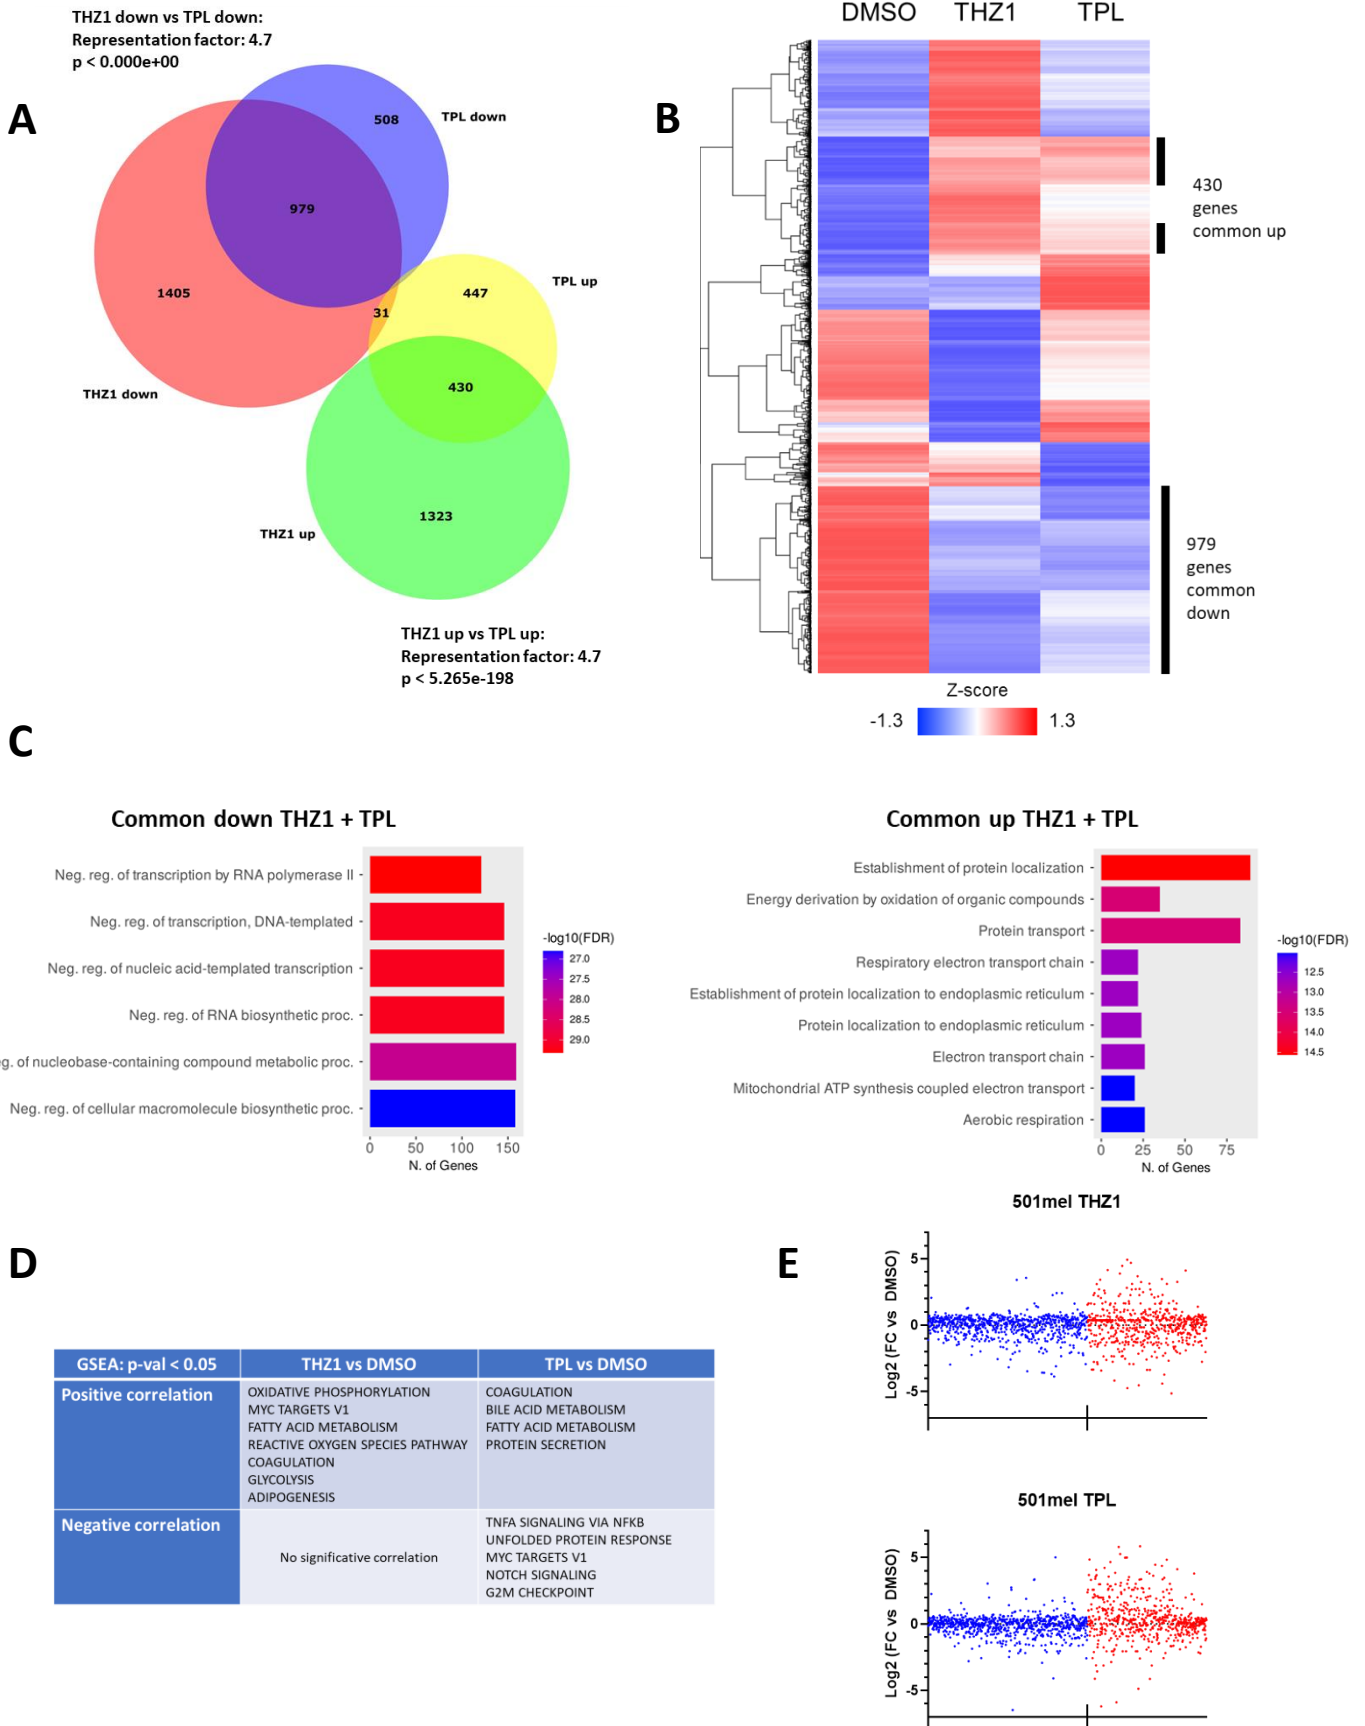 THZ1 down vs TPL down:
Representation factor: 4.7
p < 0.000e+00
A
508
TPL down
979
1405
TPL up
447
31
THZ1 down
430
1323
THZ1 up
THZ1 up vs TPL up:
Representation factor: 4.7
p < 5.265e-198
B
DMSO THZ1 TPL
430
genes
common up
979
genes
common
down
Z-score
-1.3 1.3
C
Common down THZ1 + TPL
Neg. reg. of transcription by RNA polymerase II
Neg. reg. of transcription, DNA-templated
Neg. reg. of nucleic acid-templated transcription
Neg. reg. of RNA biosynthetic proc.
g. of nucleobase-containing compound metabolic proc.
Neg. reg. of cellular macromolecule biosynthetic proc.
0 50 100 150
N. of Genes
-log10(FDR)
27.0
27.5
28.0
28.5
29.0
Common up THZ1 + TPL
Establishment of protein localization
Energy derivation by oxidation of organic compounds
Protein transport
Respiratory electron transport chain
Establishment of protein localization to endoplasmic reticulum
Protein localization to endoplasmic reticulum
Electron transport chain
Mitochondrial ATP synthesis coupled electron transport
Aerobic respiration
0 25 50 75
N. of Genes
-log10(FDR)
12.5
13.0
13.5
14.0
14.5
D
GSEA: p-val < 0.05 THZ1 vs DMSO TPL vs DMSO
Positive correlation
OXIDATIVE PHOSPHORYLATION
MYC TARGETS V1
FATTY ACID METABOLISM
REACTIVE OXYGEN SPECIES PATHWAY
COAGULATION
GLYCOLYSIS
ADIPOGENESIS
COAGULATION
BILE ACID METABOLISM
FATTY ACID METABOLISM
PROTEIN SECRETION
Negative correlation
No significative correlation
TNFA SIGNALING VIA NFKB
UNFOLDED PROTEIN RESPONSE
MYC TARGETS V1
NOTCH SIGNALING
G2M CHECKPOINT
E
501mel THZ1
Log2 (FC vs DMSO)
5
0
-5
501mel TPL
Log2 (FC vs DMSO)
5
0
-5